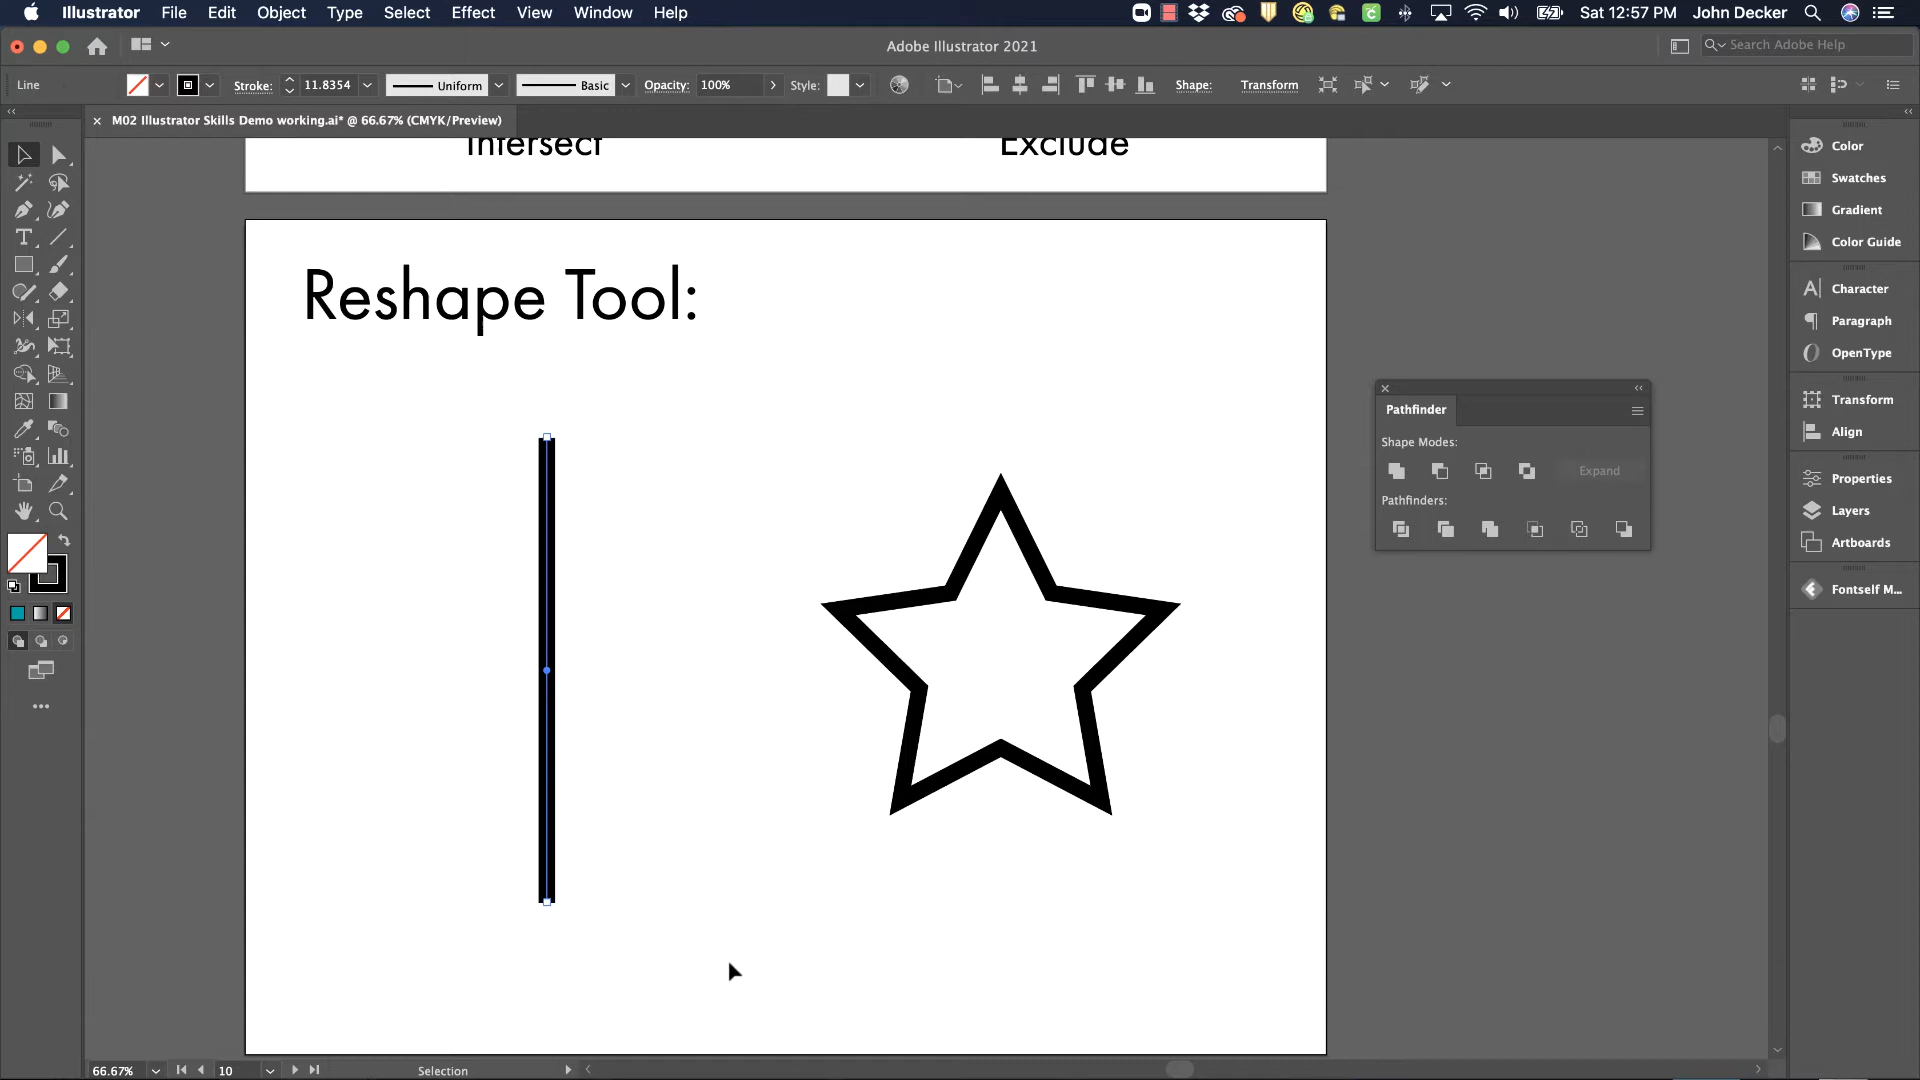 Illustrator File Edit Object Type Select Effect View Window Help Sat 12:57 PM John Decker
Adobe Illustrator 2021 Search Adobe Help
Line Stroke: 11.8354 Uniform Basic Opacity: 100% Style: Shape: Transform
M02 Illustrator Skills Demo working.ai* @ 66.67% (CMYK/Preview)
Intersect Exclude
Reshape Tool:
Color
Swatches
Gradient
Color Guide
Character
Paragraph
OpenType
Transform
Align
Properties
Layers
Artboards
Fontself M...
Pathfinder
Shape Modes:
Expand
Pathfinders:
66.67% 10 Selection